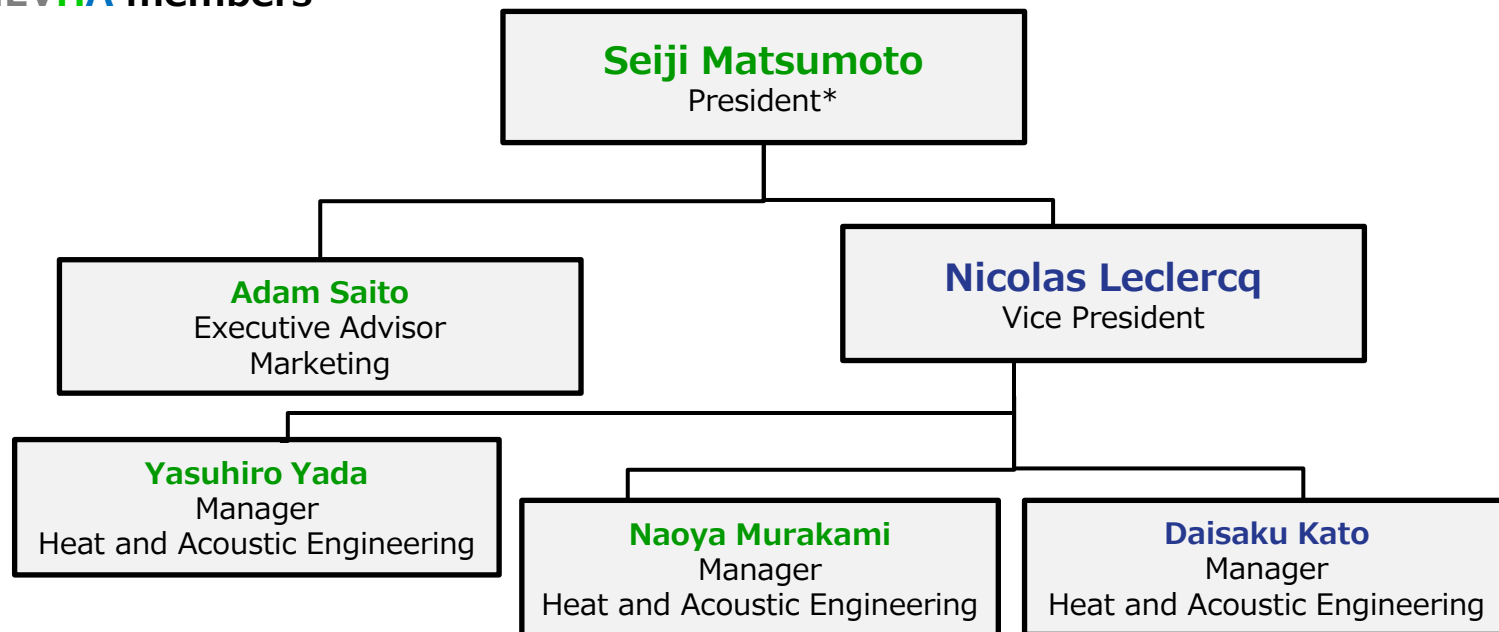 members
Seiji Matsumoto
President*
Adam Saito
Executive Advisor
Marketing
Nicolas Leclercq
Vice President
Yasuhiro Yada
Manager
Heat and Acoustic Engineering
Naoya Murakami
Manager
Heat and Acoustic Engineering
Daisaku Kato
Manager
Heat and Acoustic Engineering